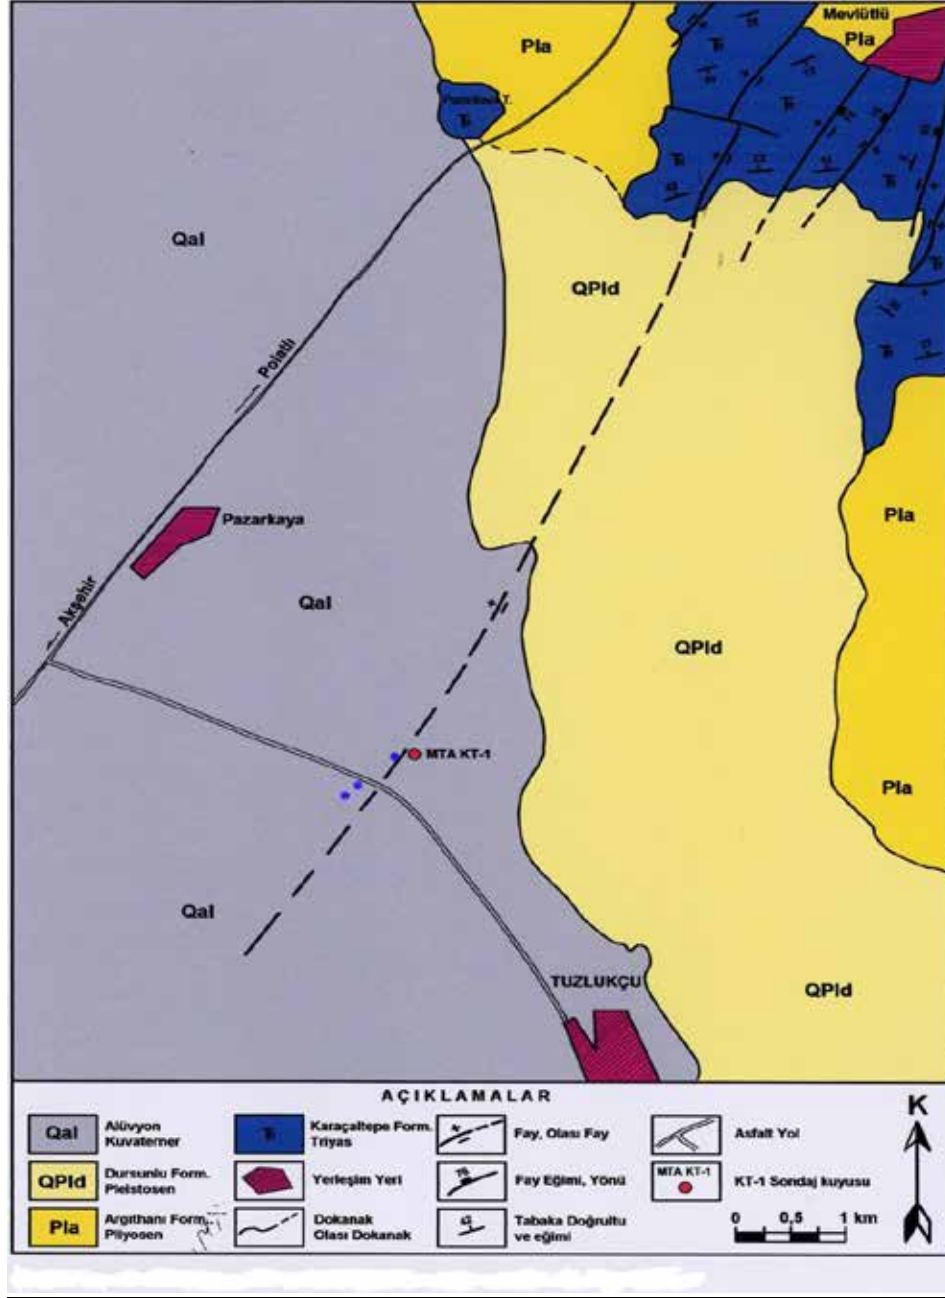 Mevlütlü
Pla
Pla
Qal
QPld
Polatlı
Pla
Pazarkaya
Akşehir
Qal
QPld
MTA KT-1
Pla
Qal
TUZLUKÇU
QPld
AÇIKLAMALAR
Qal Alüvyon Kuvaterner
QPld Dursunlu Form. Pleistosen
Pla Argıthanı Form. Pliyosen
Karaçaltepe Form. Triyas
Yerleşim Yeri
Dokanak Olası Dokanak
Fay, Olası Fay
Fay Eğimi, Yönü
42 Tabaka Doğrultu ve eğimi
Asfalt Yol
MTA KT-1 KT-1 Sondaj kuyusu
0 0,5 1 km
K